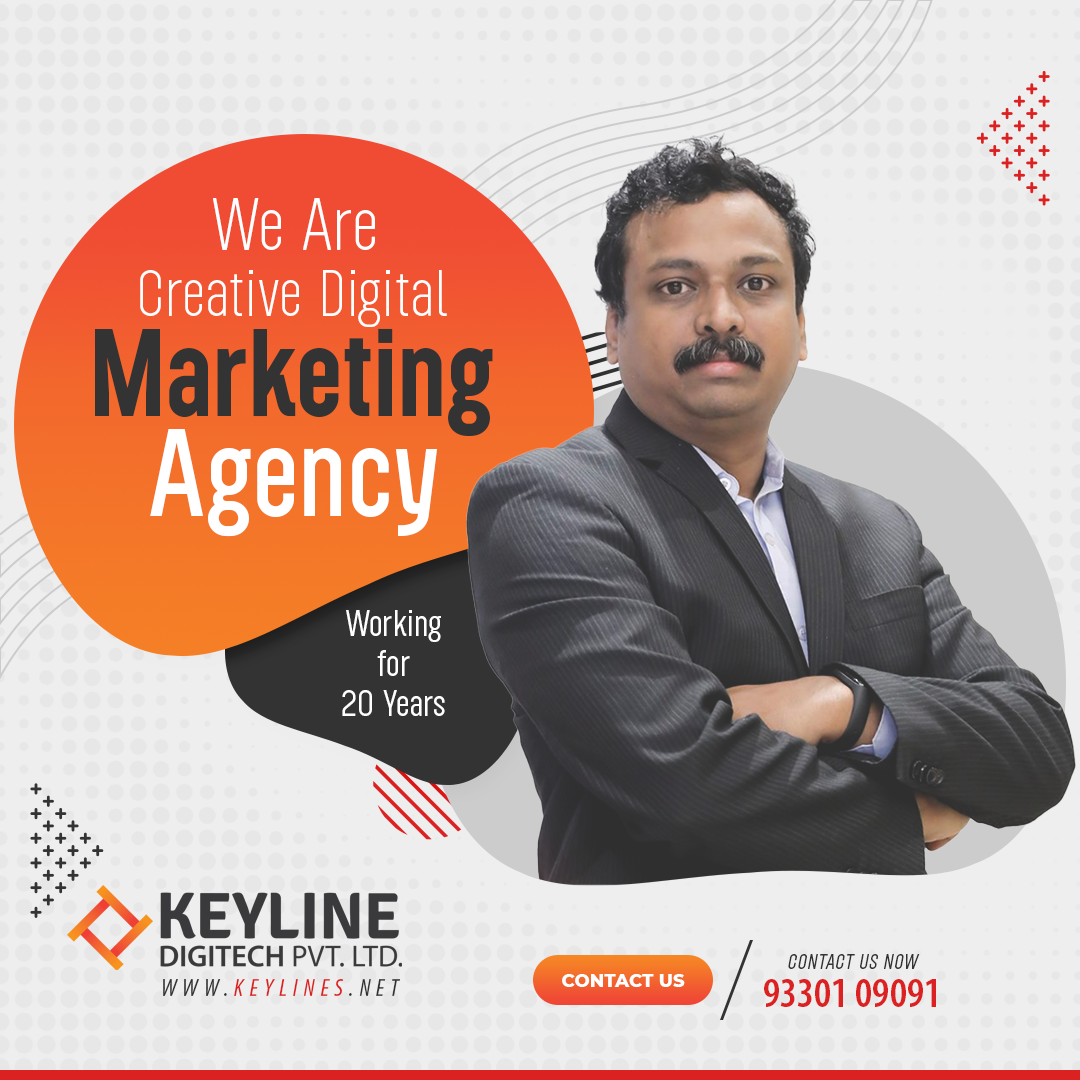 We Are
Creative Digital
Marketing
Agency
Working
for
20 Years
KEYLINE
DIGITECH PVT. LTD.
WWW.KEYLINES.NET
CONTACT US
CONTACT US NOW
93301 09091